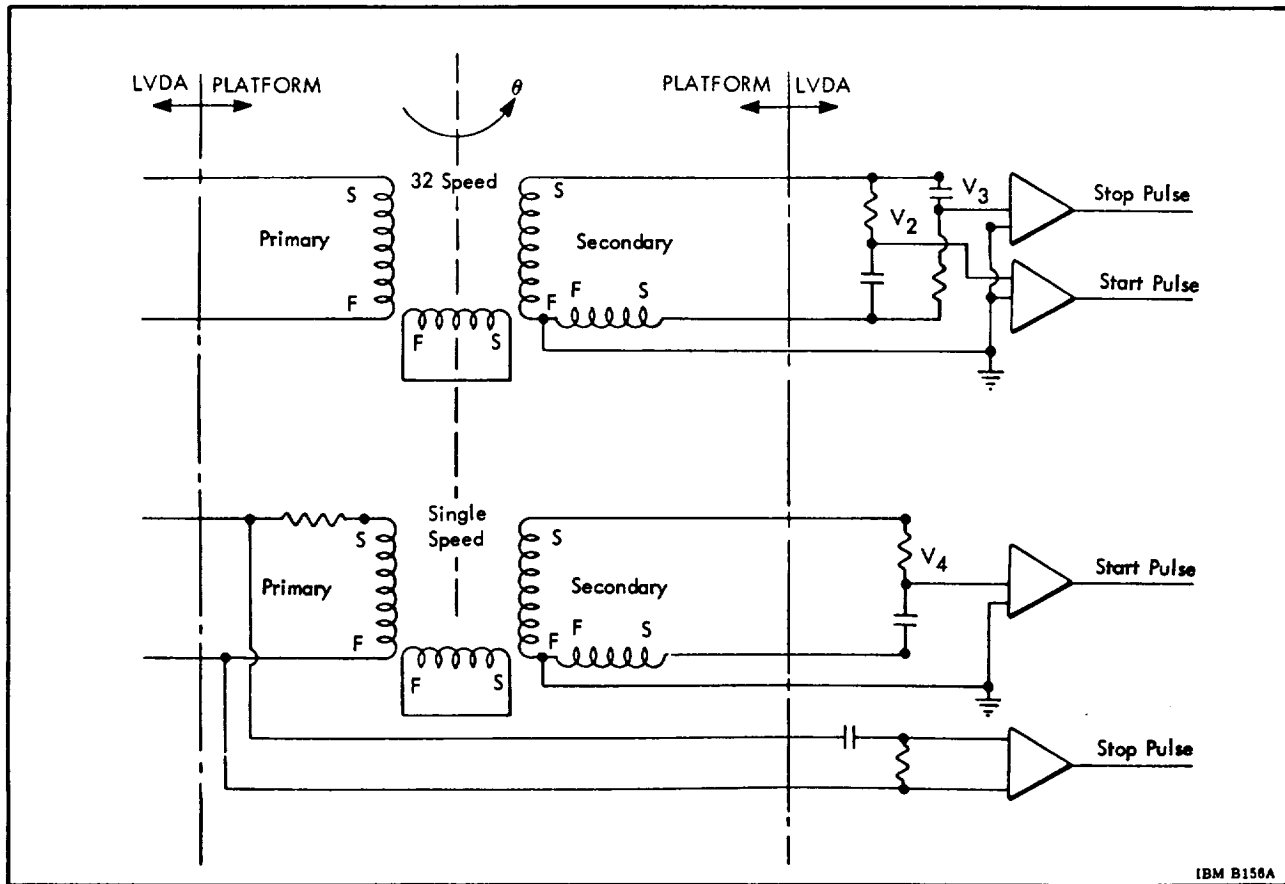 LVDA PLATFORM
PLATFORM LVDA
θ
32 Speed
S
S
V3
Stop Pulse
Primary
Secondary
V2
F
F F S
Start Pulse
F S
Single
Speed
S
S
V4
Start Pulse
Primary
Secondary
F
F F S
F S
Stop Pulse
IBM B156A